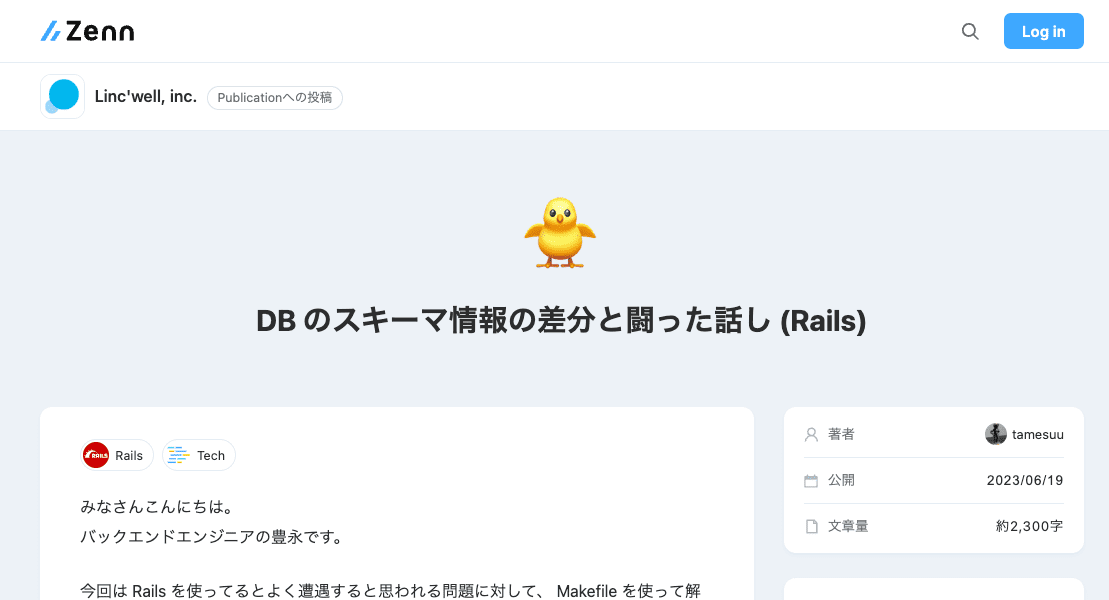 Zenn
Log in
Linc'well, inc. Publicationへの投稿
DB のスキーマ情報の差分と闘った話し (Rails)
Rails Tech
みなさんこんにちは。
バックエンドエンジニアの豊永です。
今回は Rails を使ってるとよく遭遇すると思われる問題に対して、 Makefile を使って解
著者 tamesuu
公開 2023/06/19
文章量 約2,300字